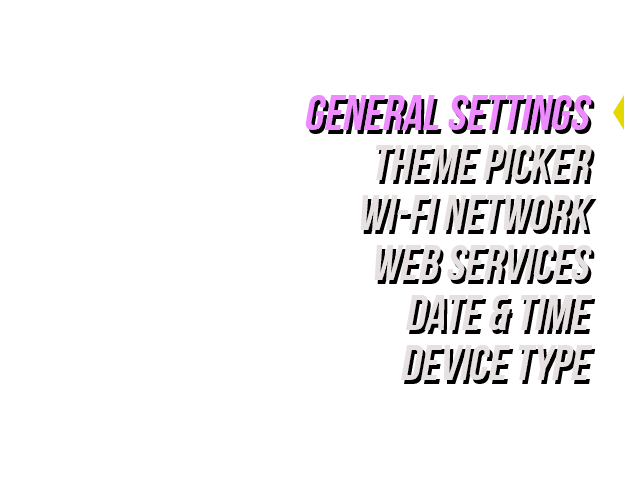 GENERAL SETTINGS
THEME PICKER
WI-FI NETWORK
WEB SERVICES
DATE & TIME
DEVICE TYPE